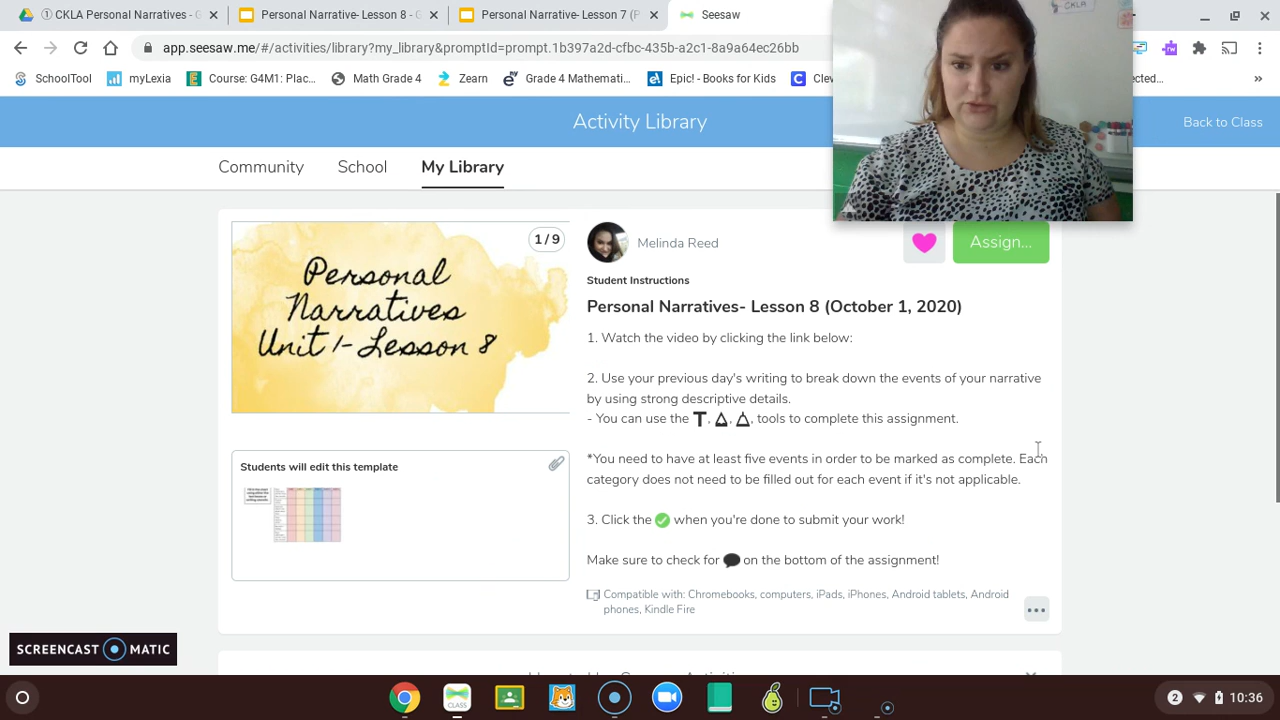 ① CKLA Personal Narratives -
Personal Narrative- Lesson 8 -
Personal Narrative- Lesson 7 (P
Seesaw
CKLA
app.seesaw.me/#/activities/library?my_library&promptId=prompt.1b397a2d-cfbc-435b-a2c1-8a9a64ec26bb
SchoolTool
myLexia
Course: G4M1: Plac...
Math Grade 4
Zearn
Grade 4 Mathemati...
Epic! - Books for Kids
Clev
ected...
»
Activity Library
Back to Class
Community
School
My Library
1 / 9
Personal
Narratives
Unit 1- Lesson 8
Melinda Reed
Assign...
Student Instructions
Personal Narratives- Lesson 8 (October 1, 2020)
1. Watch the video by clicking the link below:
2. Use your previous day's writing to break down the events of your narrative
by using strong descriptive details.
- You can use the T, , , tools to complete this assignment.
*You need to have at least five events in order to be marked as complete. Each
category does not need to be filled out for each event if it's not applicable.
3. Click the when you're done to submit your work!
Make sure to check for on the bottom of the assignment!
Compatible with: Chromebooks, computers, iPads, iPhones, Android tablets, Android
phones, Kindle Fire
Students will edit this template
SCREENCAST MATIC
CLASS
2
10:36